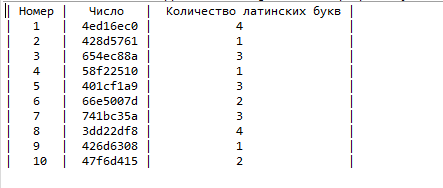 | Номер | Число | Количество латинских букв |
| 1 | 4ed16ec0 | 4 |
| 2 | 428d5761 | 1 |
| 3 | 654ec88a | 3 |
| 4 | 58f22510 | 1 |
| 5 | 401cf1a9 | 3 |
| 6 | 66e5007d | 2 |
| 7 | 741bc35a | 3 |
| 8 | 3dd22df8 | 4 |
| 9 | 426d6308 | 1 |
| 10 | 47f6d415 | 2 |